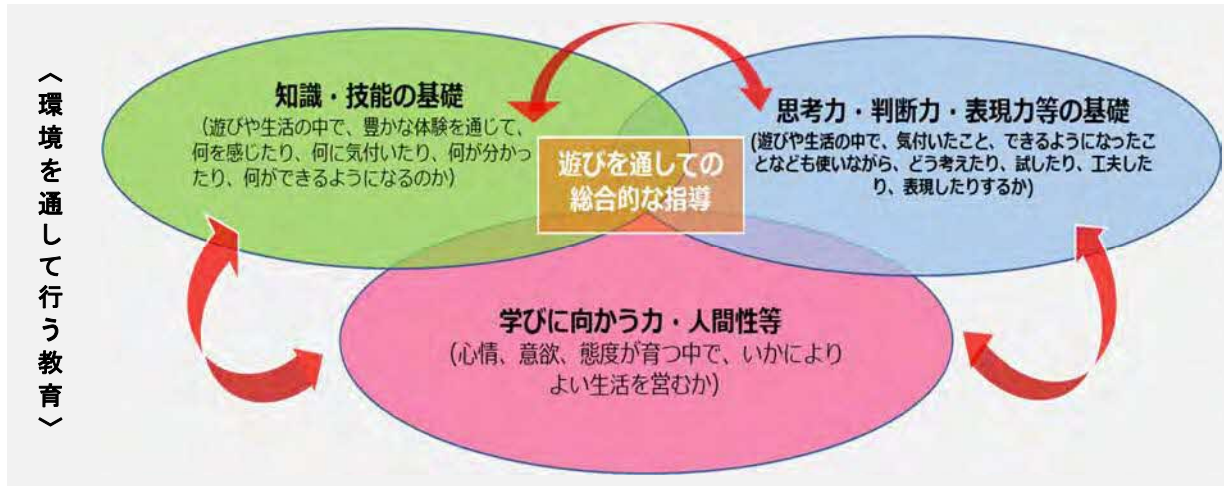 〈環境を通して行う教育〉
知識・技能の基礎
(遊びや生活の中で、豊かな体験を通じて、
何を感じたり、何に気付いたり、何が分かっ
たり、何ができるようになるのか)
思考力・判断力・表現力等の基礎
(遊びや生活の中で、気付いたこと、できるようになったこ
となども使いながら、どう考えたり、試したり、工夫した
り、表現したりするか)
遊びを通しての
総合的な指導
学びに向かう力・人間性等
(心情、意欲、態度が育つ中で、いかにより
よい生活を営むか)